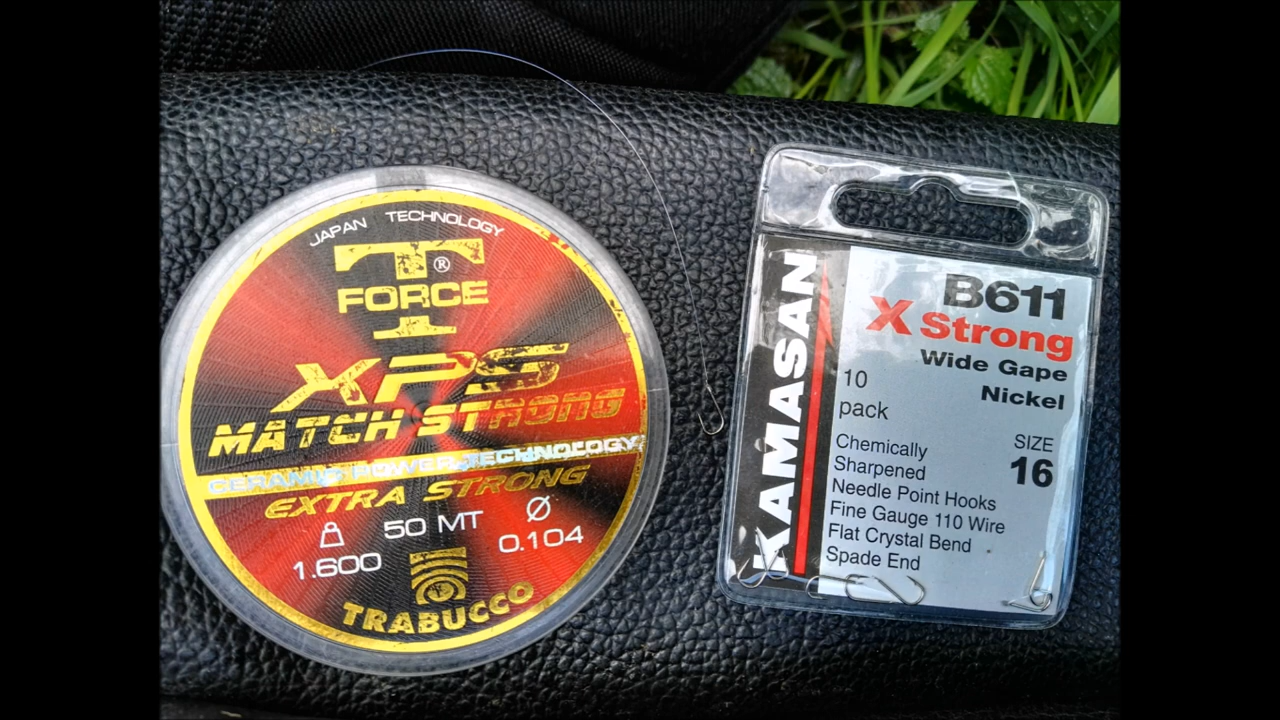 JAPAN TECHNOLOGY
T®
FORCE
XPS
MATCH STRONG
CERAMIC POWER TECHNOLOGY
EXTRA STRONG
50 MT Ø
1.600 0.104
TRABUCCO
KAMASAN
B611
X Strong
Wide Gape
Nickel
10
pack
SIZE
16
Chemically
Sharpened
Needle Point Hooks
Fine Gauge 110 Wire
Flat Crystal Bend
Spade End